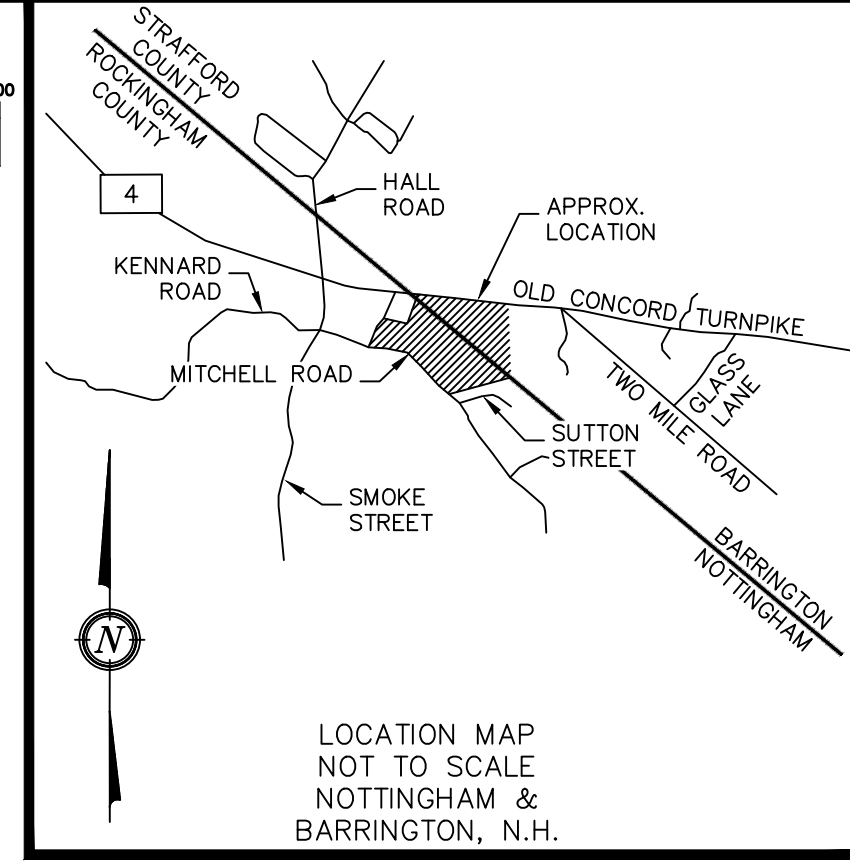 STRAFFORD
COUNTY
ROCKINGHAM
COUNTY
00
4
HALL
ROAD
APPROX.
LOCATION
KENNARD
ROAD
OLD CONCORD TURNPIKE
MITCHELL ROAD
GLASS
LANE
TWO MILE ROAD
SUTTON
STREET
SMOKE
STREET
BARRINGTON
NOTTINGHAM
N
LOCATION MAP
NOT TO SCALE
NOTTINGHAM &
BARRINGTON, N.H.